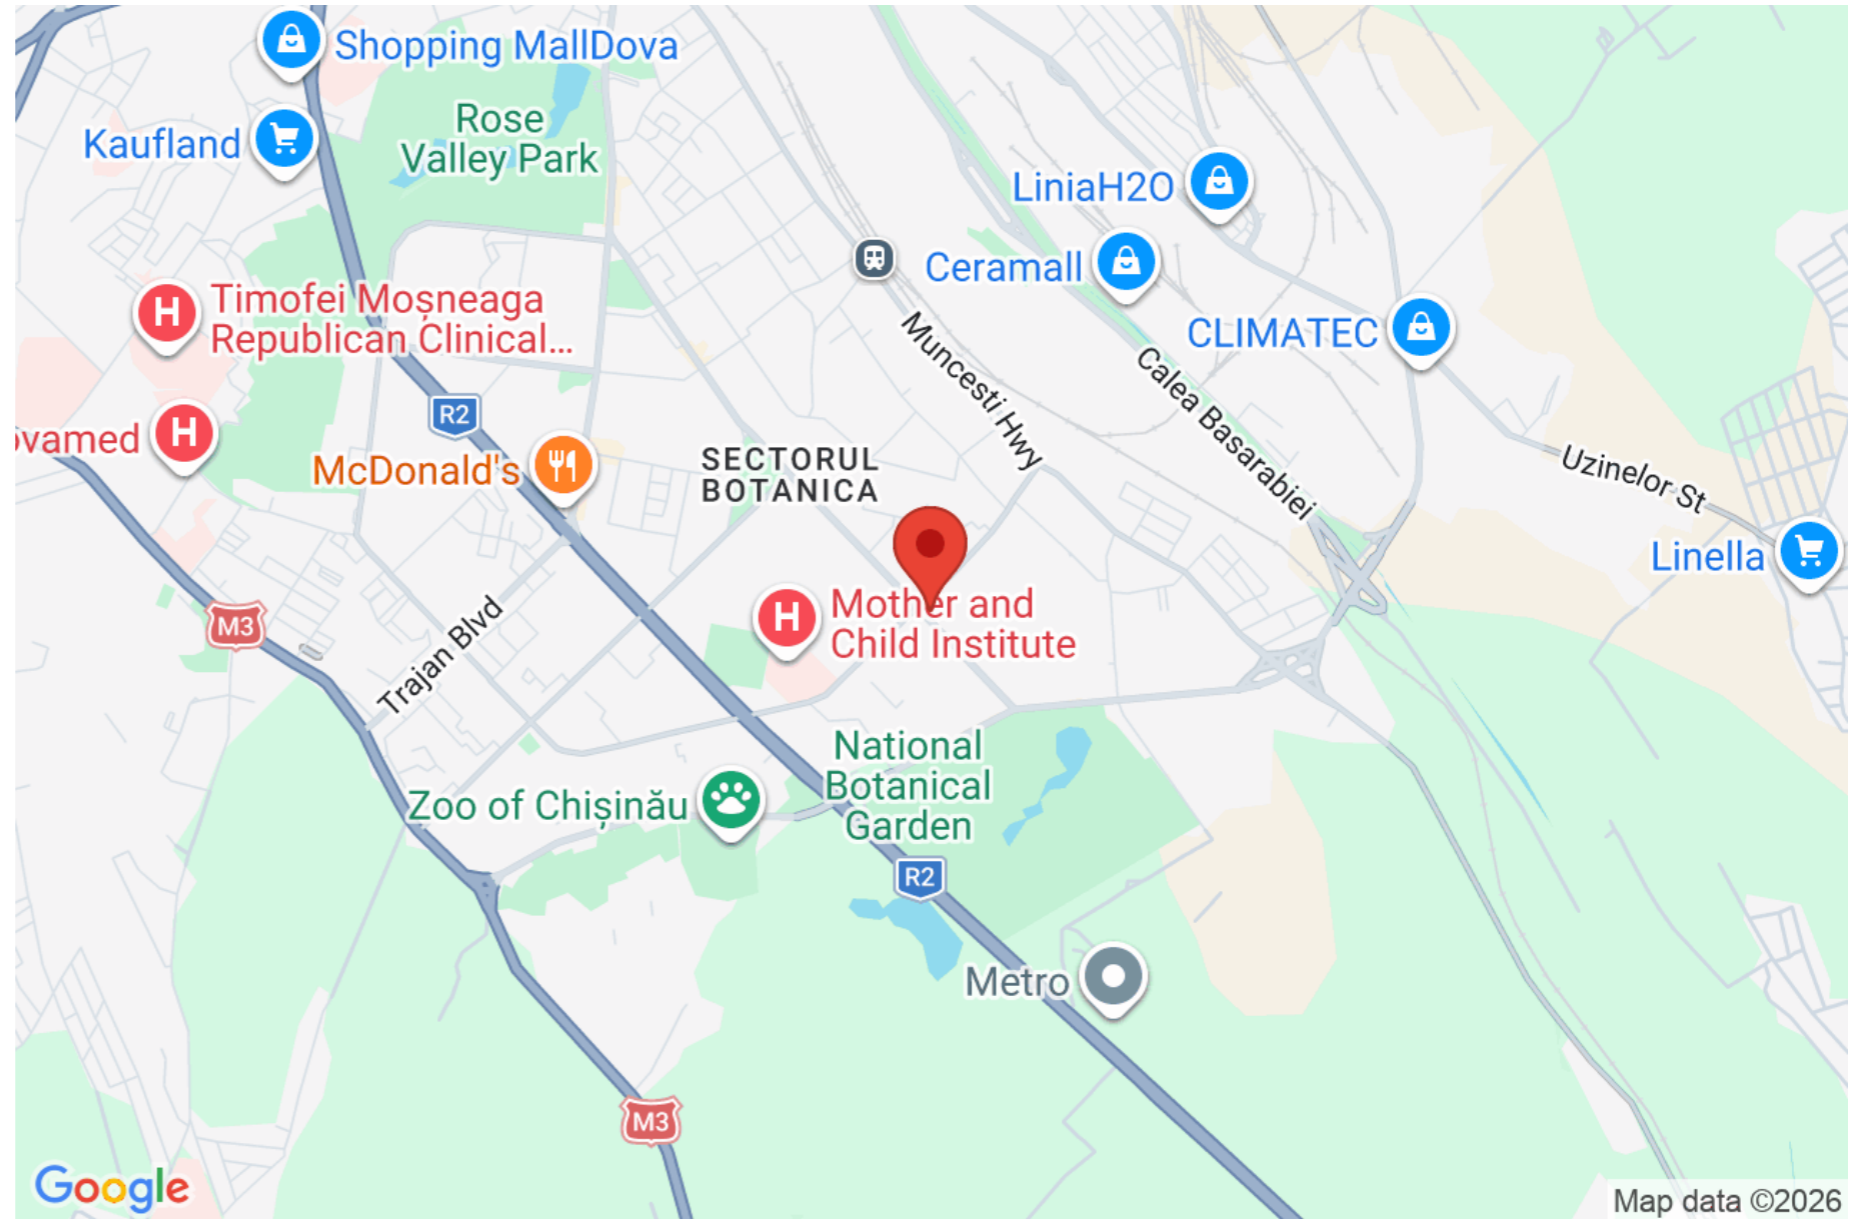 Shopping MallDova
Rose
Valley Park
Kaufland
LiniaH2O
Ceramall
Timofei Moșneaga
Republican Clinical...
CLIMATEC
Muncesti Hwy
Calea Basarabiei
R2
ovamed
McDonald's
SECTORUL
BOTANICA
Uzinelor St
Linella
M3
Trajan Blvd
Mother and
Child Institute
National
Botanical
Garden
Zoo of Chișinău
R2
Metro
M3
Google
Map data ©2026